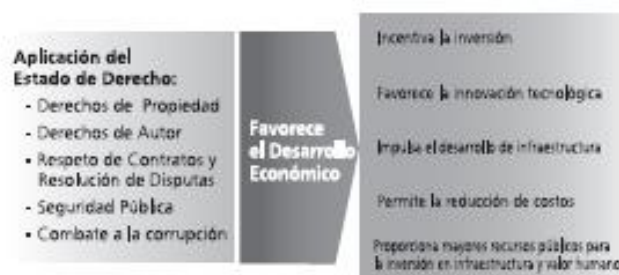 Aplicación del
Estado de Derecho:
- Derechos de Propiedad
- Derechos de Autor
• Respeto de Contratos y
Resolución de Disputas
- Seguridad Pública
• Combate a la corrupción
Favorece
el Desarrollo
Económico
Incentiva la inversión
Favorece la innovación tecnológica
Impulsa el desarrollo de infraestructura
Permite la reducción de costos
Proporciona mayores recursos públicos para
la inversión en infraestructura y valor humano